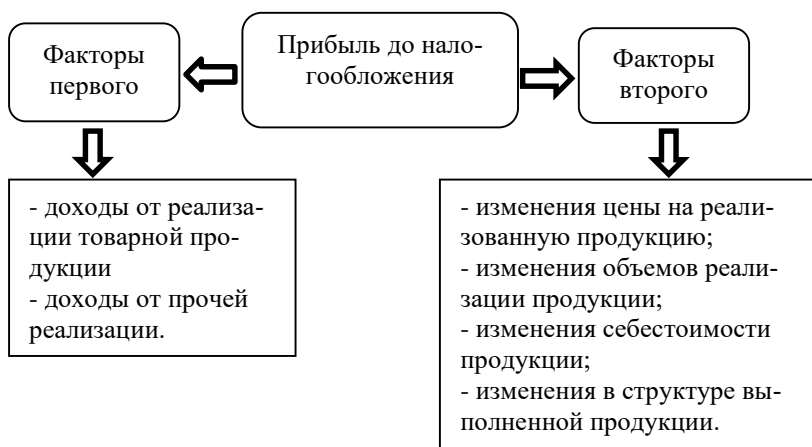 Факторы
первого
Прибыль до нало-
гообложения
Факторы
второго
- доходы от реализа-
ции товарной про-
дукции
- доходы от прочей
реализации.
- изменения цены на реали-
зованную продукцию;
- изменения объемов реали-
зации продукции;
- изменения себестоимости
продукции;
- изменения в структуре вы-
полненной продукции.